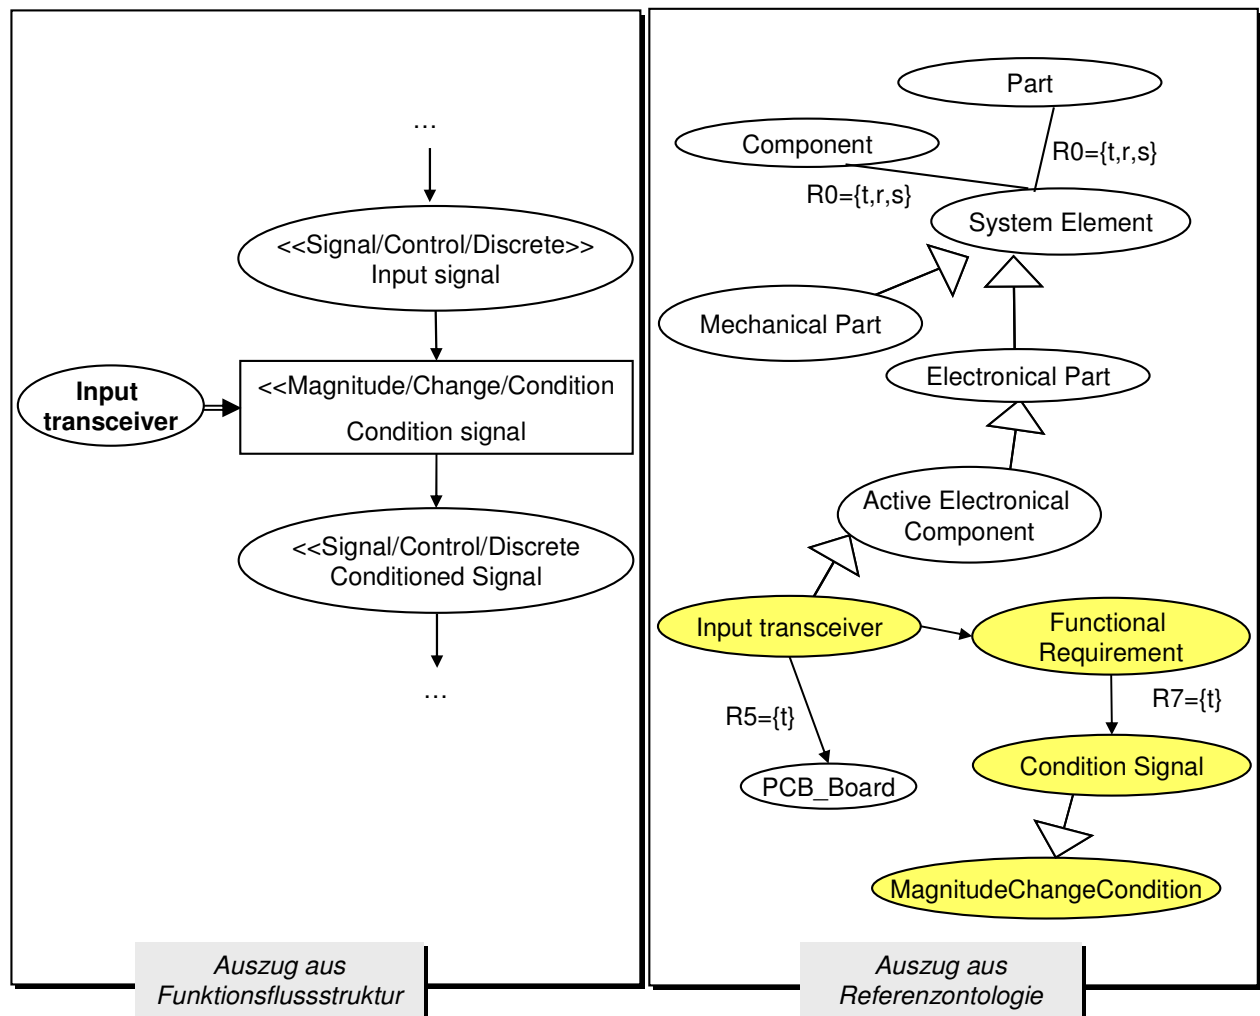 ...
<<Signal/Control/Discrete>>
Input signal
Input
transceiver
<<Magnitude/Change/Condition
Condition signal
<<Signal/Control/Discrete
Conditioned Signal
...
Auszug aus
Funktionsflussstruktur
Part
Component
R0={t,r,s}
R0={t,r,s}
System Element
Mechanical Part
Electronical Part
Active Electronical
Component
Input transceiver
Functional
Requirement
R5={t}
R7={t}
Condition Signal
PCB_Board
MagnitudeChangeCondition
Auszug aus
Referenzontologie